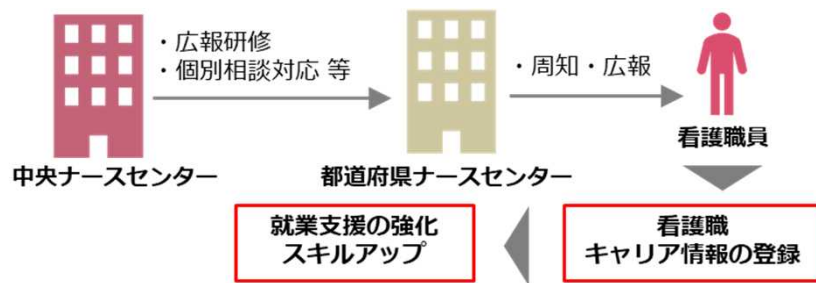 ・広報研修
・個別相談対応 等
・周知・広報
中央ナースセンター
都道府県ナースセンター
看護職員
看護職
キャリア情報の登録
就業支援の強化
スキルアップ